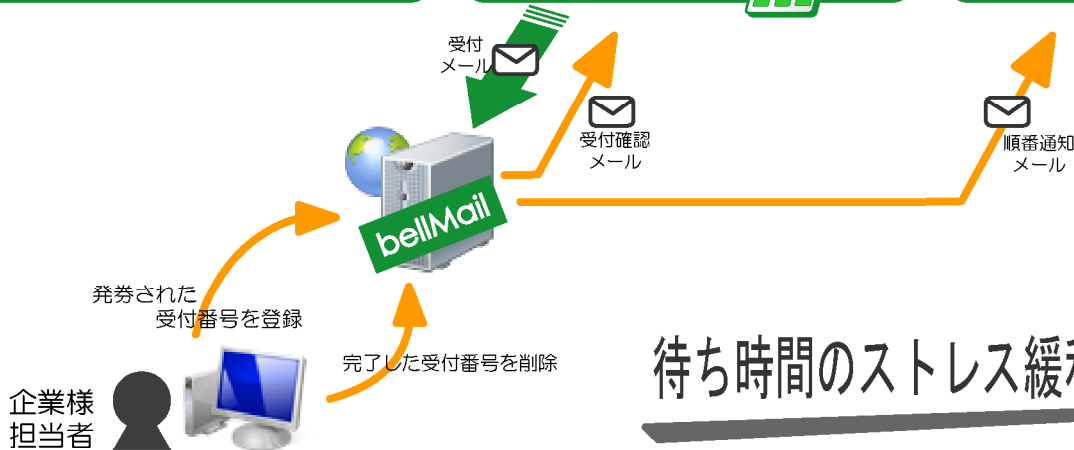 受付
メール
受付確認
メール
順番通知
メール
bellMail
発券された
受付番号を登録
完了した受付番号を削除
企業様
担当者
待ち時間のストレス緩